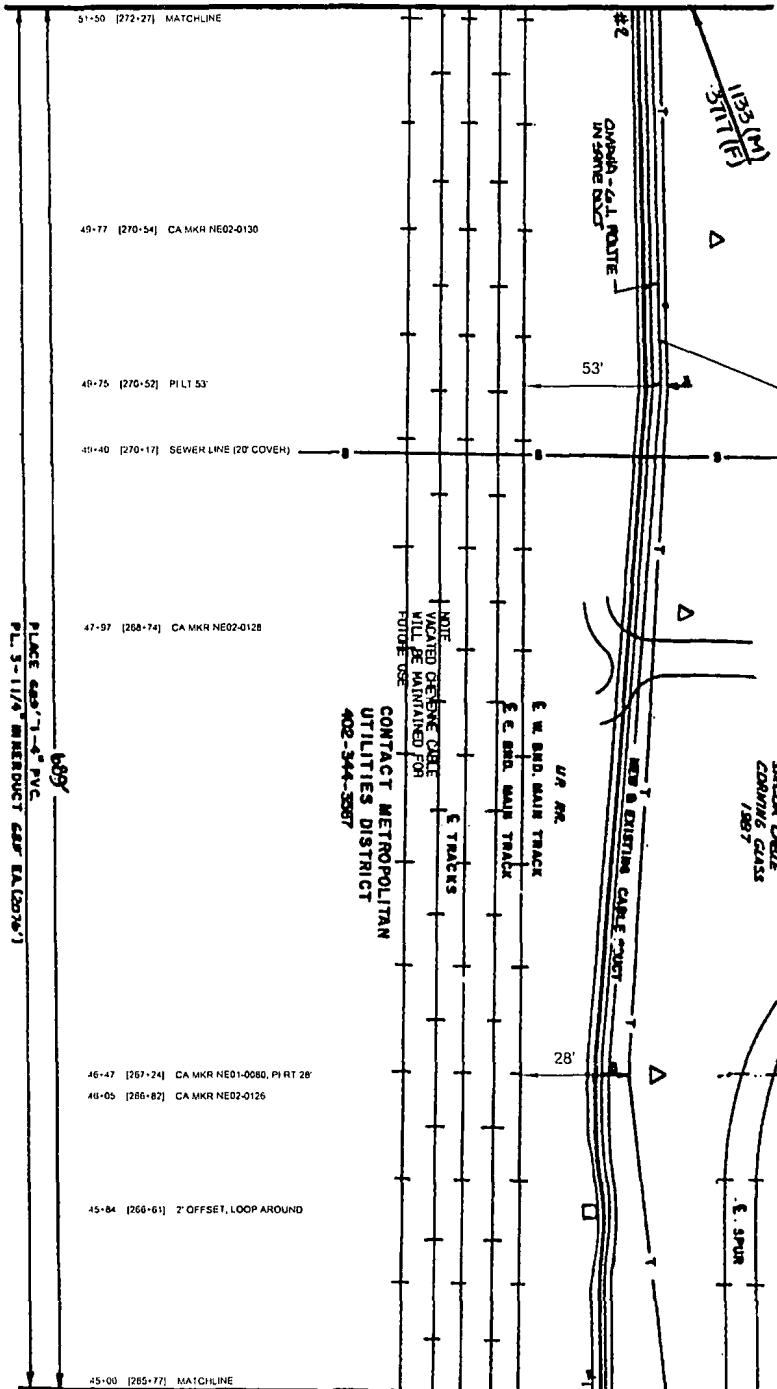 51+50 [272+27] MATCHLINE
#2
1133 (M)
3717 (F)
OMAHA - G.I. ROUTE
IN SAME DUCT
49+77 [270+54] CA MKR NE02-0130
49+75 [270+52] PI LT 53'
53'
49+40 [270+17] SEWER LINE (20' COVER)
S
S
S
T
T
T
T
T
47+97 [268+74] CA MKR NE02-0128
NOTE
VACATED CHEYENNE CABLE
WILL BE MAINTAINED FOR
FUTURE USE
CONTACT METROPOLITAN
UTILITIES DISTRICT
402-344-3587
℄ TRACKS
℄ E. BND. MAIN TRACK
℄ W. BND. MAIN TRACK
UP RR.
NEW & EXISTING CABLE DUCT
CABLE
CORNING GLASS
1987
689'
PLACE 689' 1-4" PVC.
PL. 3-1 1/4" INNERDUCT EA. (2076')
46+47 [267+24] CA MKR NE01-0080, PI RT 28'
28'
46+05 [266+82] CA MKR NE02-0126
45+84 [266+61] 2' OFFSET, LOOP AROUND
℄ SPUR
45+00 [265+77] MATCHLINE